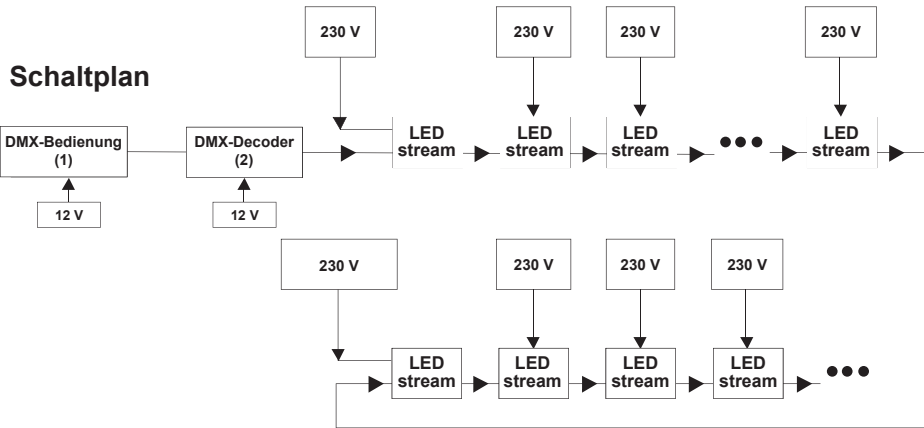 230 V
230 V
230 V
230 V
Schaltplan
DMX-Bedienung
(1)
DMX-Decoder
(2)
LED
stream
LED
stream
LED
stream
LED
stream
12 V
12 V
230 V
230 V
230 V
230 V
LED
stream
LED
stream
LED
stream
LED
stream